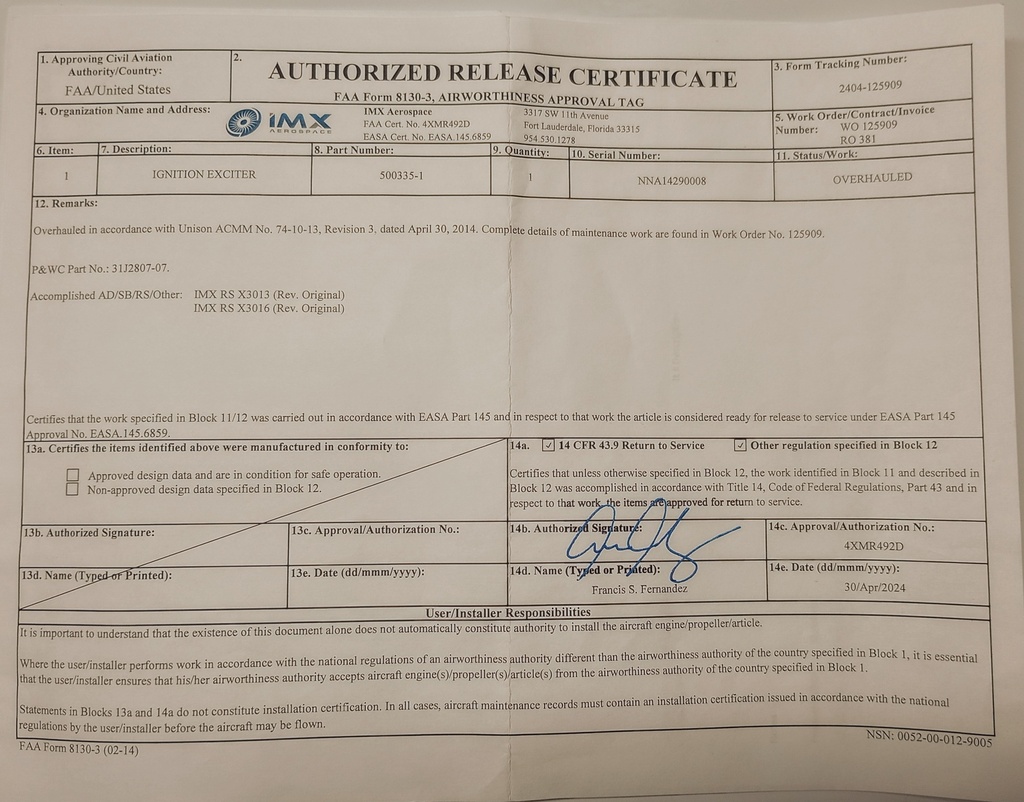 1. Approving Civil Aviation
Authority/Country:
FAA/United States
2.
AUTHORIZED RELEASE CERTIFICATE
FAA Form 8130-3, AIRWORTHINESS APPROVAL TAG
3. Form Tracking Number:
2404-125909
4. Organization Name and Address:
IMX
AEROSPACE
IMX Aerospace
FAA Cert. No. 4XMR492D
EASA Cert. No. EASA.145.6859
3317 SW 11th Avenue
Fort Lauderdale, Florida 33315
954.530.1278
5. Work Order/Contract/Invoice
Number: WO 125909
RO 381
6. Item:
1
7. Description:
IGNITION EXCITER
8. Part Number:
500335-1
9. Quantity:
1
10. Serial Number:
NNA14290008
11. Status/Work:
OVERHAULED
12. Remarks:
Overhauled in accordance with Unison ACMM No. 74-10-13, Revision 3, dated April 30, 2014. Complete details of maintenance work are found in Work Order No. 125909.
P&WC Part No.: 31J2807-07.
Accomplished AD/SB/RS/Other: IMX RS X3013 (Rev. Original)
IMX RS X3016 (Rev. Original)
Certifies that the work specified in Block 11/12 was carried out in accordance with EASA Part 145 and in respect to that work the article is considered ready for release to service under EASA Part 145
Approval No. EASA.145.6859.
13a. Certifies the items identified above were manufactured in conformity to:
Approved design data and are in condition for safe operation.
Non-approved design data specified in Block 12.
14a. ✓ 14 CFR 43.9 Return to Service ✓ Other regulation specified in Block 12
Certifies that unless otherwise specified in Block 12, the work identified in Block 11 and described in
Block 12 was accomplished in accordance with Title 14, Code of Federal Regulations, Part 43 and in
respect to that work, the items are approved for return to service.
13b. Authorized Signature:
13c. Approval/Authorization No.:
14b. Authorized Signature:
14c. Approval/Authorization No.:
4XMR492D
13d. Name (Typed or Printed):
13e. Date (dd/mmm/yyyy):
14d. Name (Typed or Printed):
Francis S. Fernandez
14e. Date (dd/mmm/yyyy):
30/Apr/2024
User/Installer Responsibilities
It is important to understand that the existence of this document alone does not automatically constitute authority to install the aircraft engine/propeller/article.
Where the user/installer performs work in accordance with the national regulations of an airworthiness authority different than the airworthiness authority of the country specified in Block 1, it is essential
that the user/installer ensures that his/her airworthiness authority accepts aircraft engine(s)/propeller(s)/article(s) from the airworthiness authority of the country specified in Block 1.
Statements in Blocks 13a and 14a do not constitute installation certification. In all cases, aircraft maintenance records must contain an installation certification issued in accordance with the national
regulations by the user/installer before the aircraft may be flown.
FAA Form 8130-3 (02-14)
NSN: 0052-00-012-9005